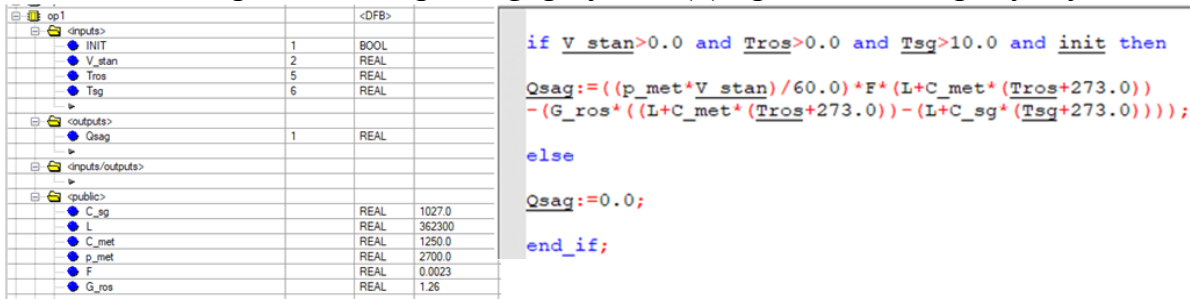 op1 <DFB>
<inputs>
INIT 1 BOOL
V_stan 2 REAL
Tros 5 REAL
Tsg 6 REAL
<outputs>
Qsag 1 REAL
<inputs/outputs>
<public>
C_sg REAL 1027.0
L REAL 362300
C_met REAL 1250.0
p_met REAL 2700.0
F REAL 0.0023
G_ros REAL 1.26
if V_stan>0.0 and Tros>0.0 and Tsg>10.0 and init then
Qsag:=((p_met*V_stan)/60.0)*F*(L+C_met*(Tros+273.0))
-(G_ros*((L+C_met*(Tros+273.0))-(L+C_sg*(Tsg+273.0))));
else
Qsag:=0.0;
end_if;